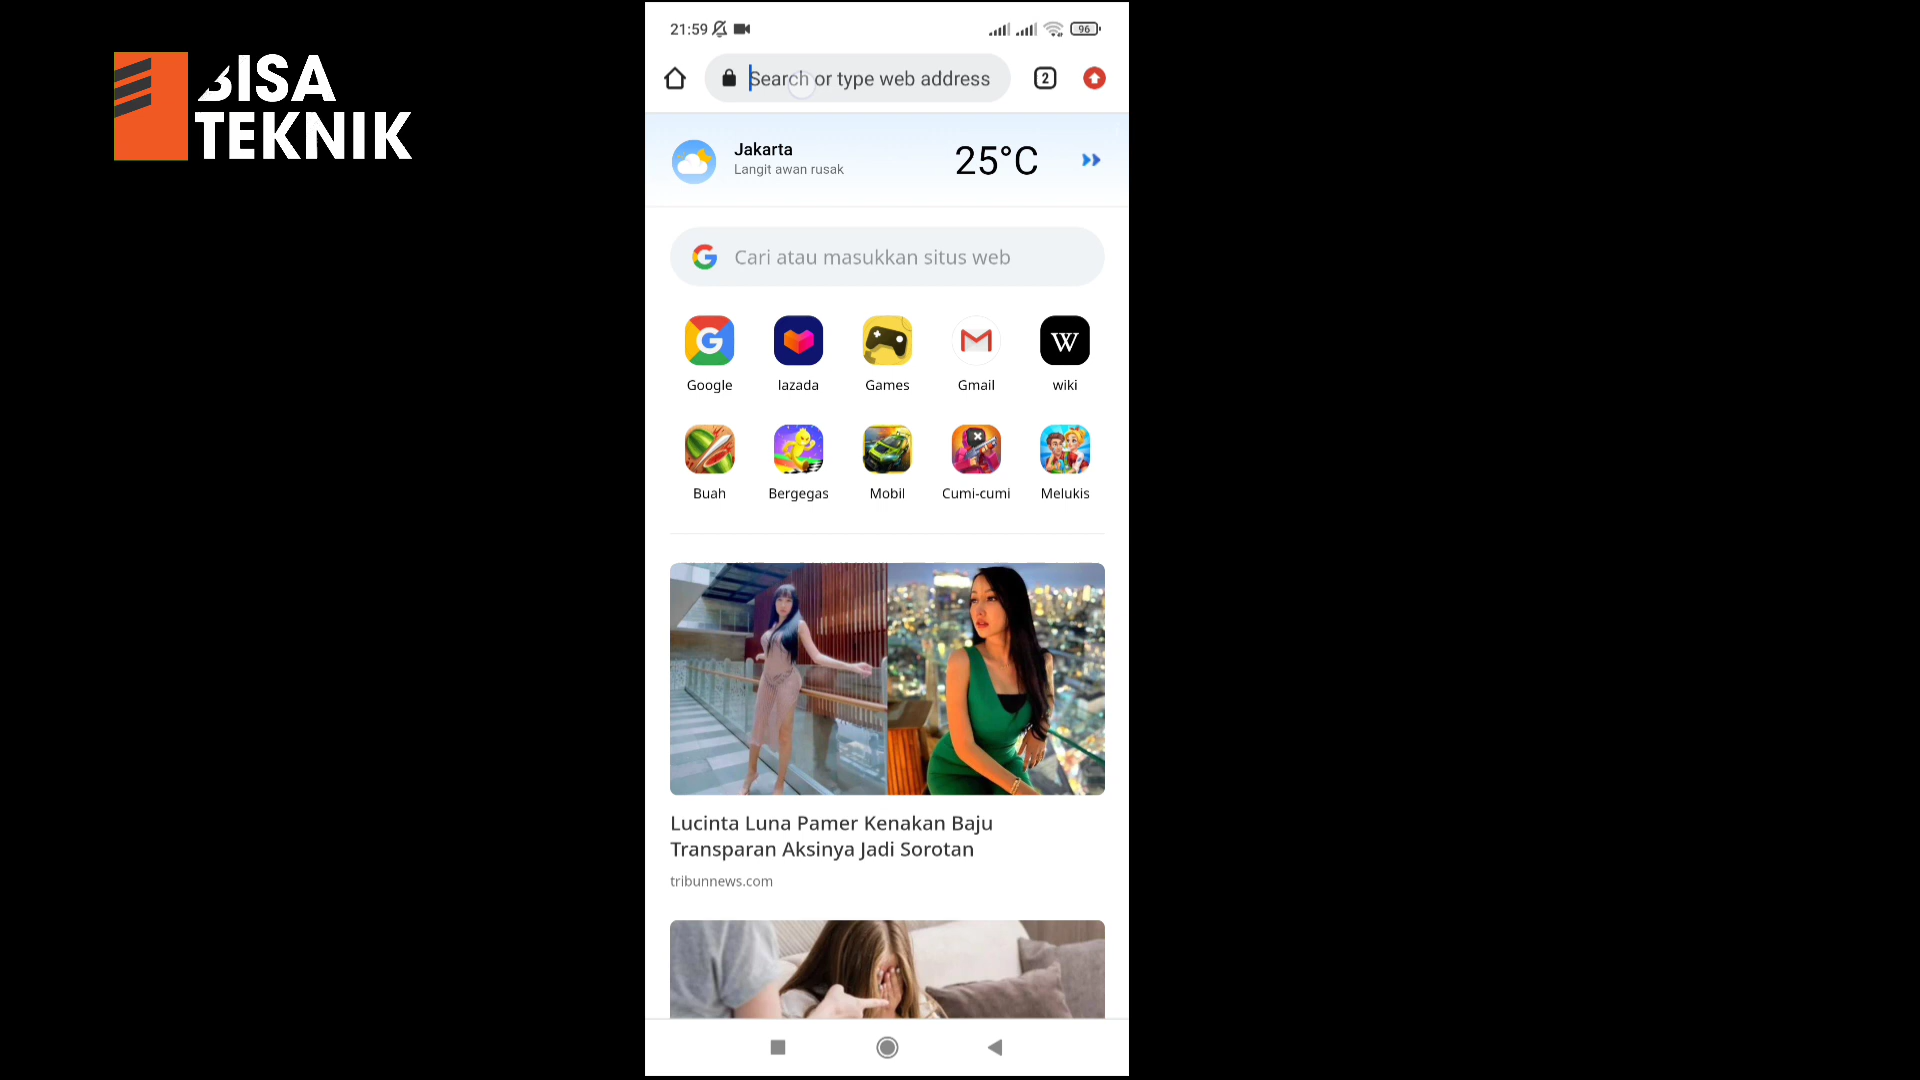 BISA
TEKNIK
21:59
96
Search or type web address
2
Jakarta
Langit awan rusak
25°C
Cari atau masukkan situs web
Google
lazada
Games
Gmail
W
wiki
Buah
Bergegas
Mobil
Cumi-cumi
Melukis
Lucinta Luna Pamer Kenakan Baju
Transparan Aksinya Jadi Sorotan
tribunnews.com